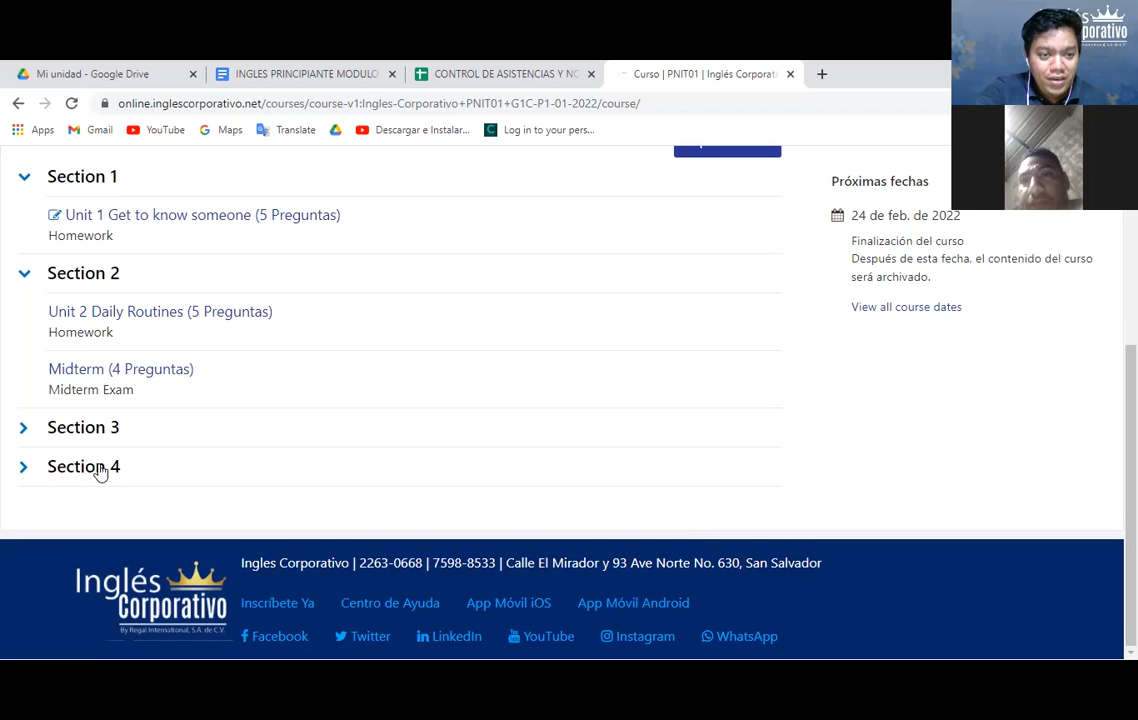 Mi unidad - Google Drive
INGLES PRINCIPIANTE MODULO
CONTROL DE ASISTENCIAS Y NO
Curso | PNIT01 | Inglés Corporati
online.inglescorporativo.net/courses/course-v1:Ingles-Corporativo+PNIT01+G1C-P1-01-2022/course/
Apps
Gmail
YouTube
Maps
Translate
Descargar e Instalar...
Log in to your pers...
Section 1
Unit 1 Get to know someone (5 Preguntas)
Homework
Section 2
Unit 2 Daily Routines (5 Preguntas)
Homework
Midterm (4 Preguntas)
Midterm Exam
Section 3
Section 4
Próximas fechas
24 de feb. de 2022
Finalización del curso
Después de esta fecha, el contenido del curso
será archivado.
View all course dates
Inglés
Corporativo
By Regal International, S.A. de C.V.
Ingles Corporativo | 2263-0668 | 7598-8533 | Calle El Mirador y 93 Ave Norte No. 630, San Salvador
Inscríbete Ya
Centro de Ayuda
App Móvil iOS
App Móvil Android
Facebook
Twitter
LinkedIn
YouTube
Instagram
WhatsApp